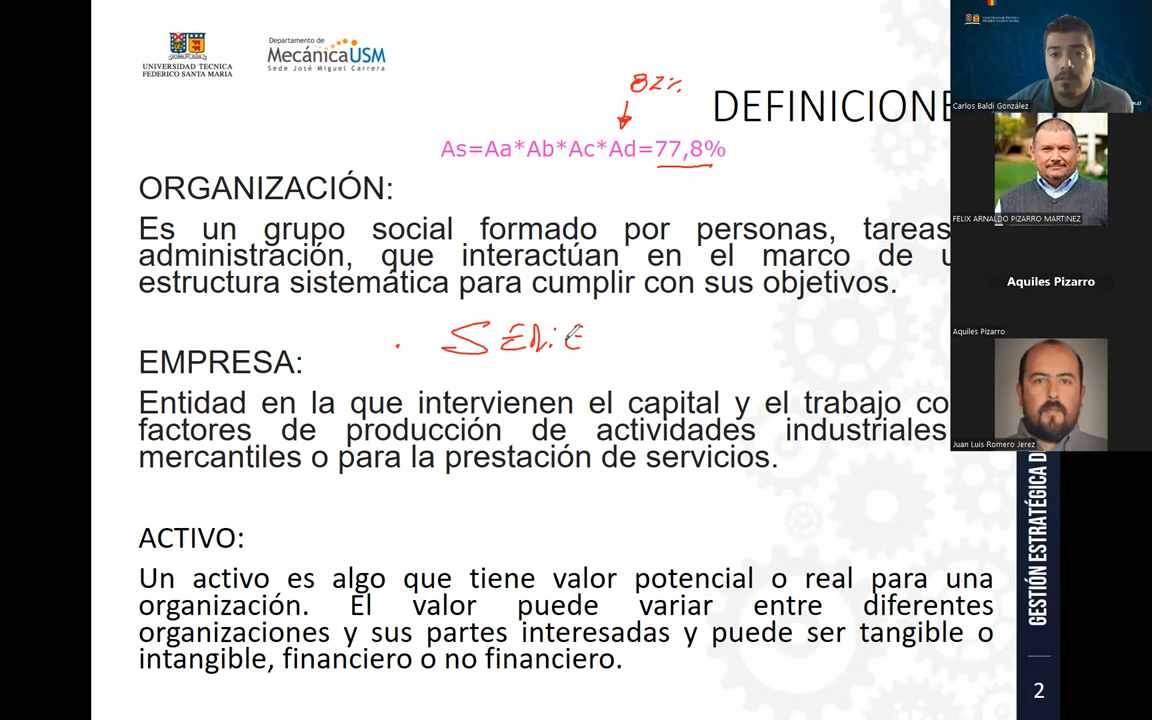 UNIVERSIDAD TECNICA
FEDERICO SANTA MARIA
Departamento de
MecánicaUSM
Sede José Miguel Carrera
82%
DEFINICIONE
As=Aa*Ab*Ac*Ad=77,8%
ORGANIZACIÓN:
Es un grupo social formado por personas, tareas
administración, que interactúan en el marco de u
estructura sistemática para cumplir con sus objetivos.
SERiE
EMPRESA:
Entidad en la que intervienen el capital y el trabajo co
factores de producción de actividades industriales
mercantiles o para la prestación de servicios.
ACTIVO:
Un activo es algo que tiene valor potencial o real para una
organización. El valor puede variar entre diferentes
organizaciones y sus partes interesadas y puede ser tangible o
intangible, financiero o no financiero.
GESTIÓN ESTRATÉGICA D
2
Carlos Baldi González
FELIX ARNALDO PIZARRO MARTINEZ
Aquiles Pizarro
Aquiles Pizarro
Juan Luis Romero Jerez